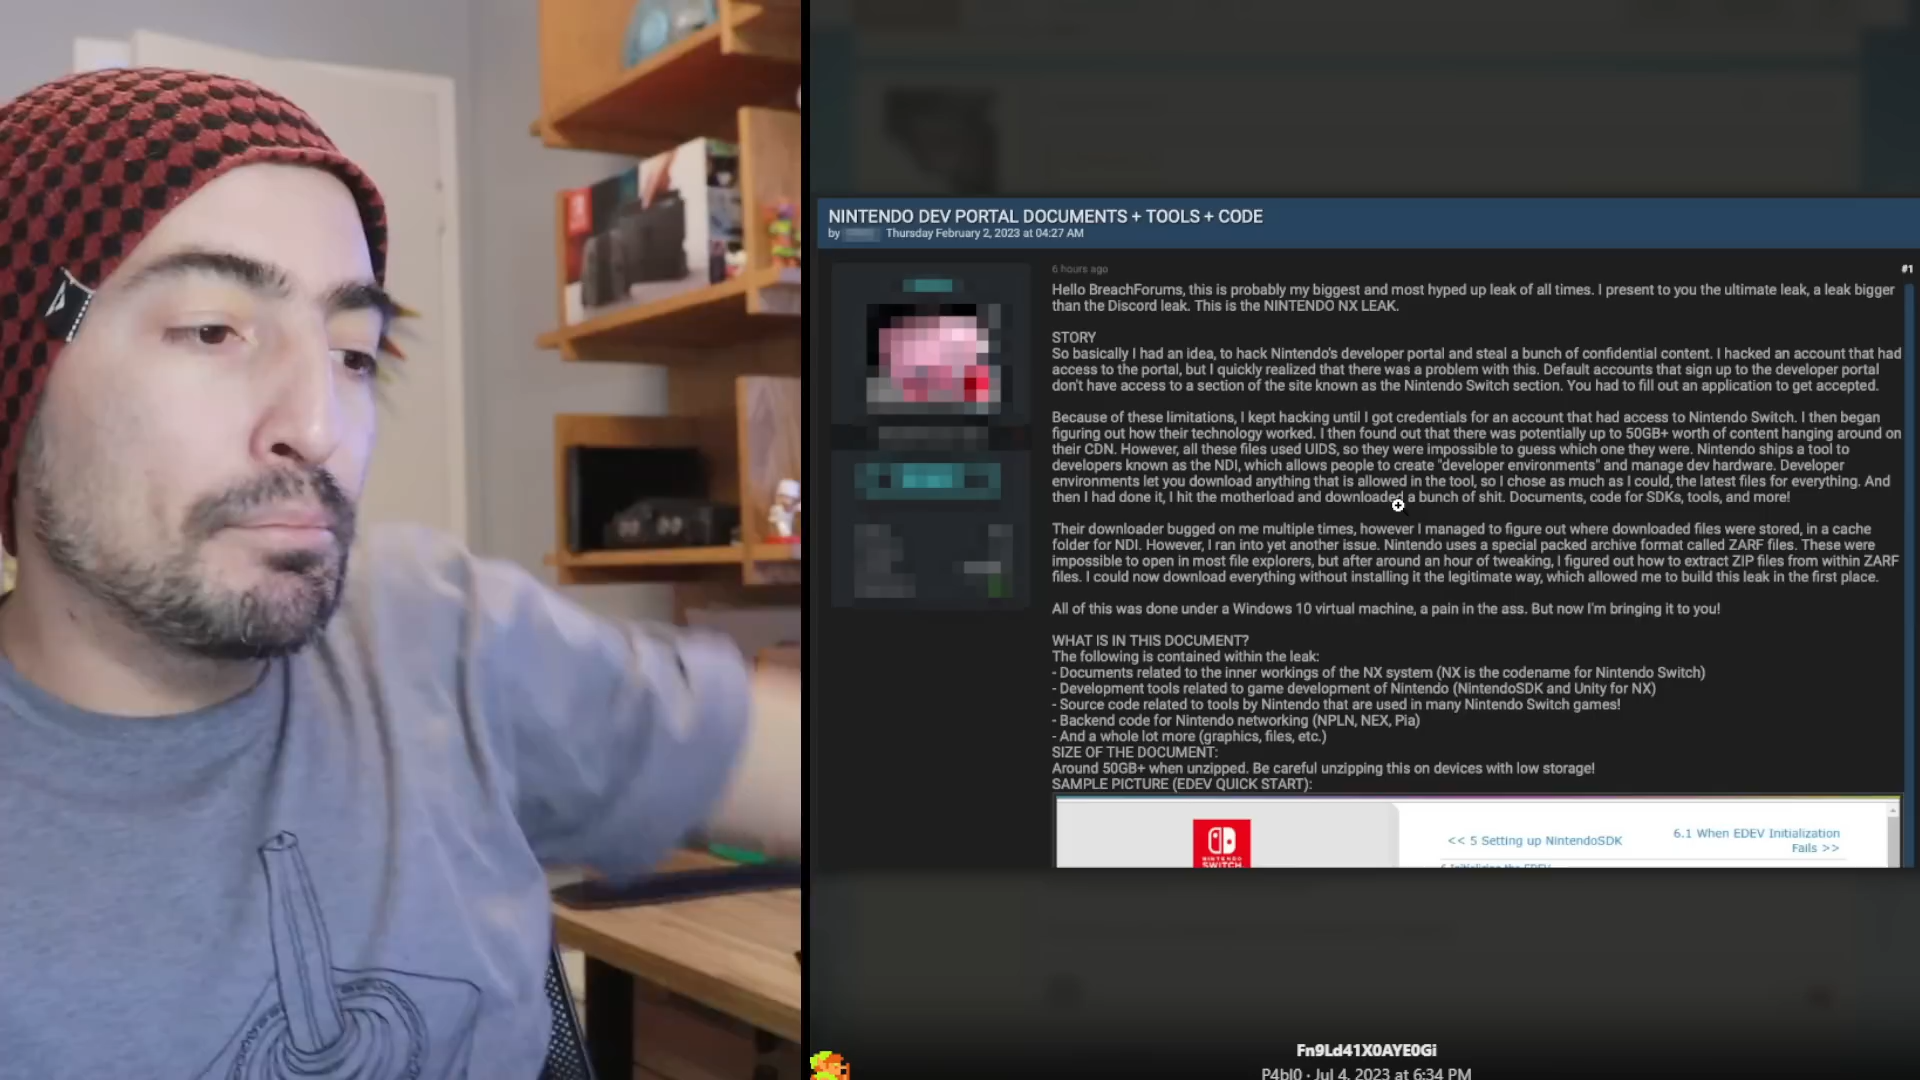 NINTENDO DEV PORTAL DOCUMENTS + TOOLS + CODE
by Thursday February 2, 2023 at 04:27 AM
6 hours ago
#1
Hello BreachForums, this is probably my biggest and most hyped up leak of all times. I present to you the ultimate leak, a leak bigger
than the Discord leak. This is the NINTENDO NX LEAK.
STORY
So basically I had an idea, to hack Nintendo's developer portal and steal a bunch of confidential content. I hacked an account that had
access to the portal, but I quickly realized that there was a problem with this. Default accounts that sign up to the developer portal
don't have access to a section of the site known as the Nintendo Switch section. You had to fill out an application to get accepted.
Because of these limitations, I kept hacking until I got credentials for an account that had access to Nintendo Switch. I then began
figuring out how their technology worked. I then found out that there was potentially up to 50GB+ worth of content hanging around on
their CDN. However, all these files used UIDS, so they were impossible to guess which one they were. Nintendo ships a tool to
developers known as the NDI, which allows people to create "developer environments" and manage dev hardware. Developer
environments let you download anything that is allowed in the tool, so I chose as much as I could, the latest files for everything. And
then I had done it, I hit the motherload and downloaded a bunch of shit. Documents, code for SDKs, tools, and more!
Their downloader bugged on me multiple times, however I managed to figure out where downloaded files were stored, in a cache
folder for NDI. However, I ran into yet another issue. Nintendo uses a special packed archive format called ZARF files. These were
impossible to open in most file explorers, but after around an hour of tweaking, I figured out how to extract ZIP files from within ZARF
files. I could now download everything without installing it the legitimate way, which allowed me to build this leak in the first place.
All of this was done under a Windows 10 virtual machine, a pain in the ass. But now I'm bringing it to you!
WHAT IS IN THIS DOCUMENT?
The following is contained within the leak:
- Documents related to the inner workings of the NX system (NX is the codename for Nintendo Switch)
- Development tools related to game development of Nintendo (NintendoSDK and Unity for NX)
- Source code related to tools by Nintendo that are used in many Nintendo Switch games!
- Backend code for Nintendo networking (NPLN, NEX, Pia)
- And a whole lot more (graphics, files, etc.)
SIZE OF THE DOCUMENT:
Around 50GB+ when unzipped. Be careful unzipping this on devices with low storage!
SAMPLE PICTURE (EDEV QUICK START):
NINTENDO
SWITCH
<< 5 Setting up NintendoSDK
6.1 When EDEV Initialization
Fails >>
Fn9Ld41X0AYE0Gi
P4bl0 · Jul 4, 2023 at 6:34 PM